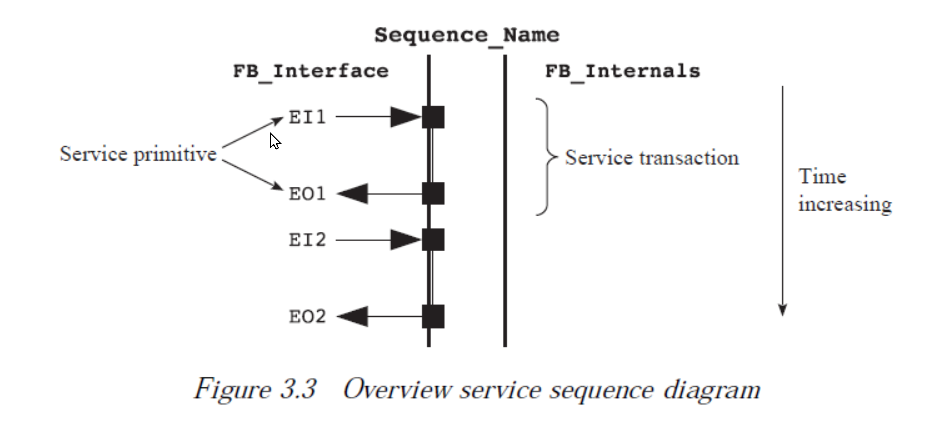 Sequence_Name
FB_Interface
FB_Internals
EI1
Service primitive
Service transaction
EO1
Time
increasing
EI2
EO2
Figure 3.3 Overview service sequence diagram